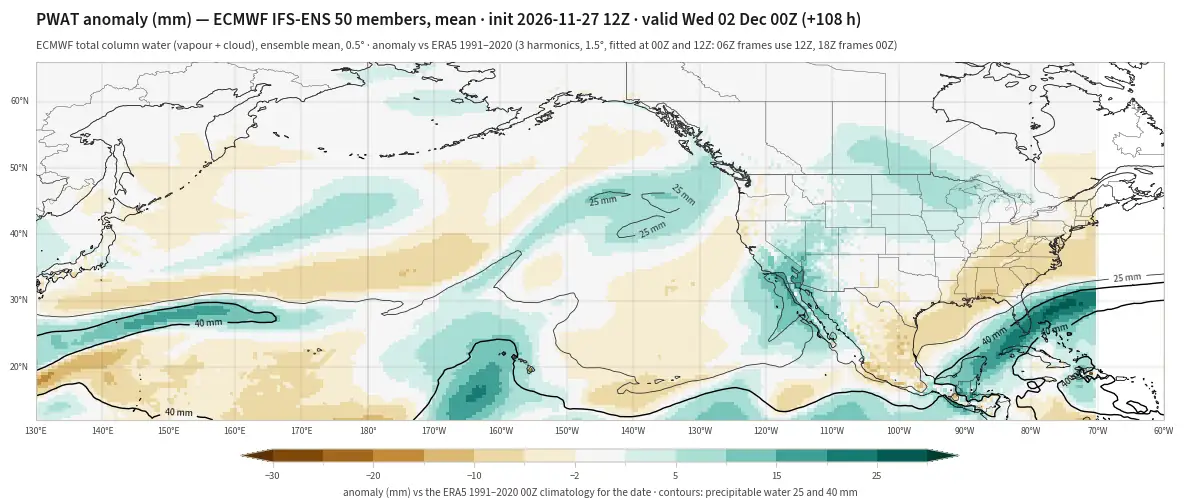 PWAT anomaly (mm) — ECMWF IFS-ENS 50 members, mean · init 2026-11-27 12Z · valid Wed 02 Dec 00Z (+108 h)
ECMWF total column water (vapour + cloud), ensemble mean, 0.5° · anomaly vs ERA5 1991–2020 (3 harmonics, 1.5°, fitted at 00Z and 12Z: 06Z frames use 12Z, 18Z frames 00Z)
60°N
50°N
40°N
30°N
20°N
25 mm
25 mm
25 mm
25 mm
40 mm
40 mm
40 mm
40 mm
130°E 140°E 150°E 160°E 170°E 180° 170°W 160°W 150°W 140°W 130°W 120°W 110°W 100°W 90°W 80°W 70°W 60°W
−30 −20 −10 −2 5 15 25
anomaly (mm) vs the ERA5 1991–2020 00Z climatology for the date · contours: precipitable water 25 and 40 mm